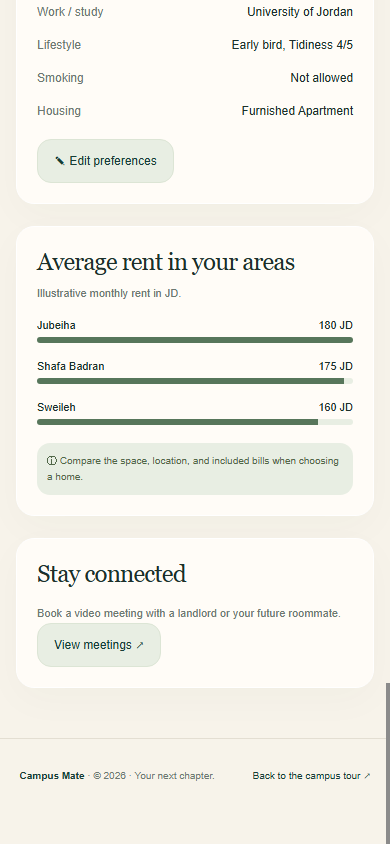 Work / study University of Jordan
Lifestyle Early bird, Tidiness 4/5
Smoking Not allowed
Housing Furnished Apartment
✎ Edit preferences
Average rent in your areas
Illustrative monthly rent in JD.
Jubeiha 180 JD
Shafa Badran 175 JD
Sweileh 160 JD
ⓘ Compare the space, location, and included bills when choosing
a home.
Stay connected
Book a video meeting with a landlord or your future roommate.
View meetings ↗
Campus Mate · © 2026 · Your next chapter. Back to the campus tour ↗